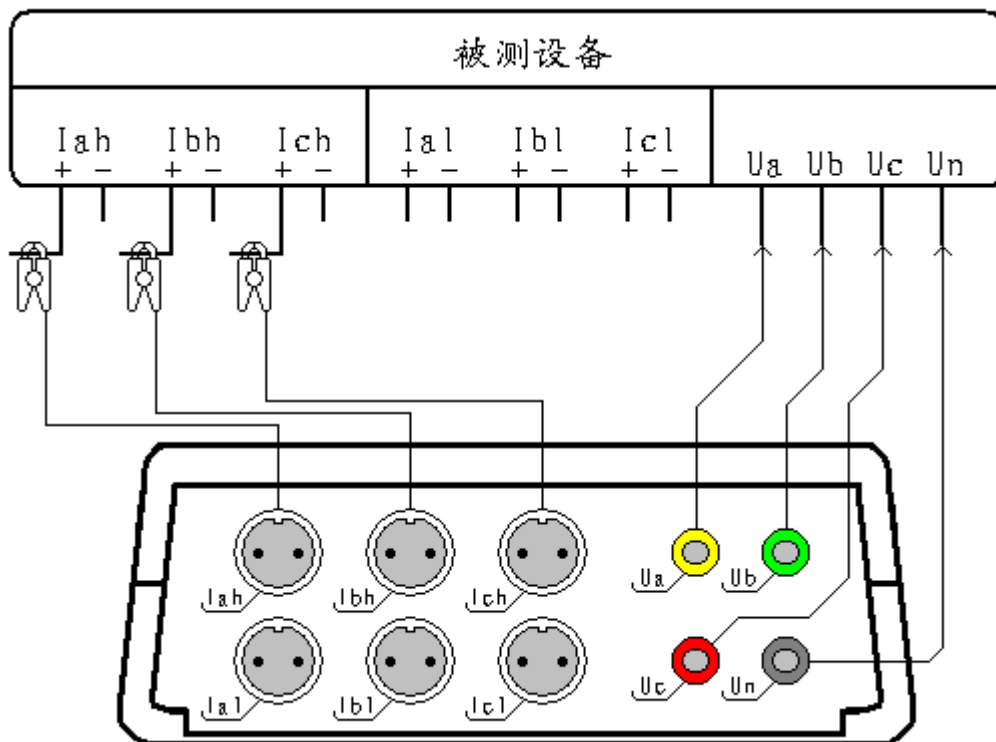 被测设备
Iah Ibh Ich Ial Ibl Icl
+ − + − + − + − + − + −
Ua Ub Uc Un
Iah Ibh Ich Ua Ub
Ial Ibl Icl Uc Un